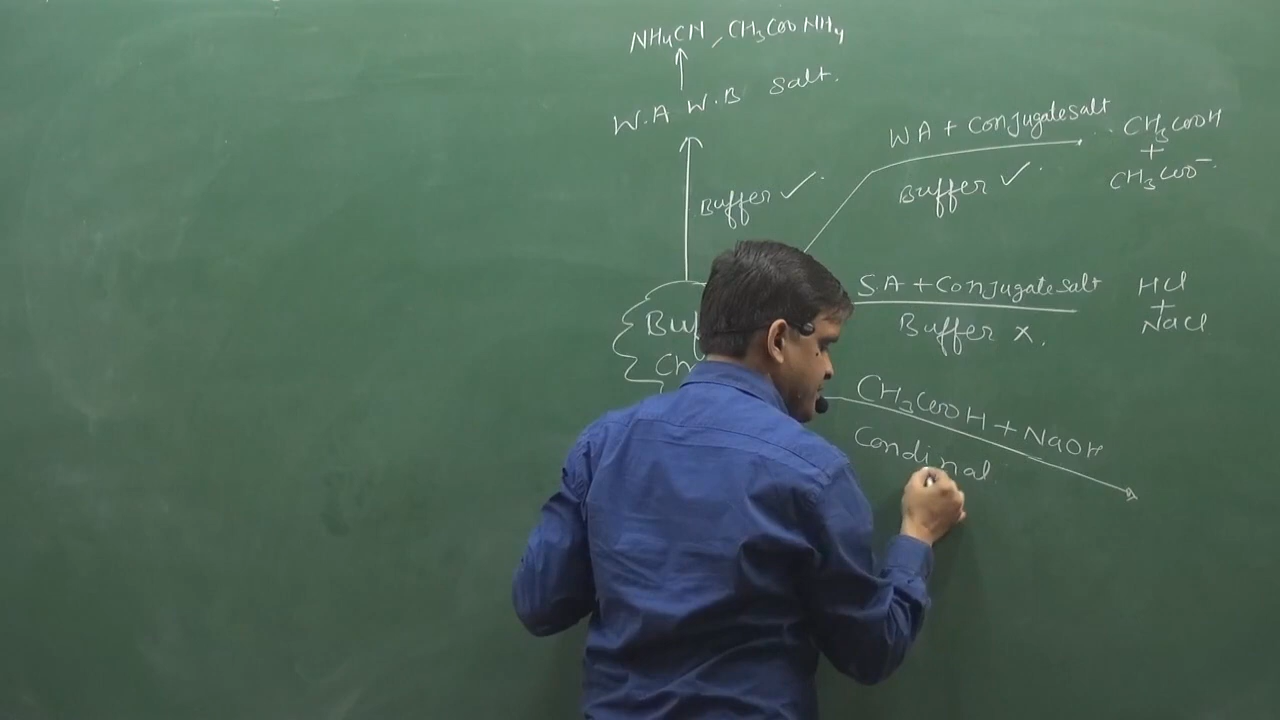 NH4CN, CH3COONH4
W.A W.B Salt.
Buffer ✓.
WA + Conjugate salt
Buffer ✓.
CH3COOH
+
CH3COO⁻.
S.A + Conjugate salt
Buffer ×.
HCl
+
NaCl
CH3COOH + NaOH
Condinal.